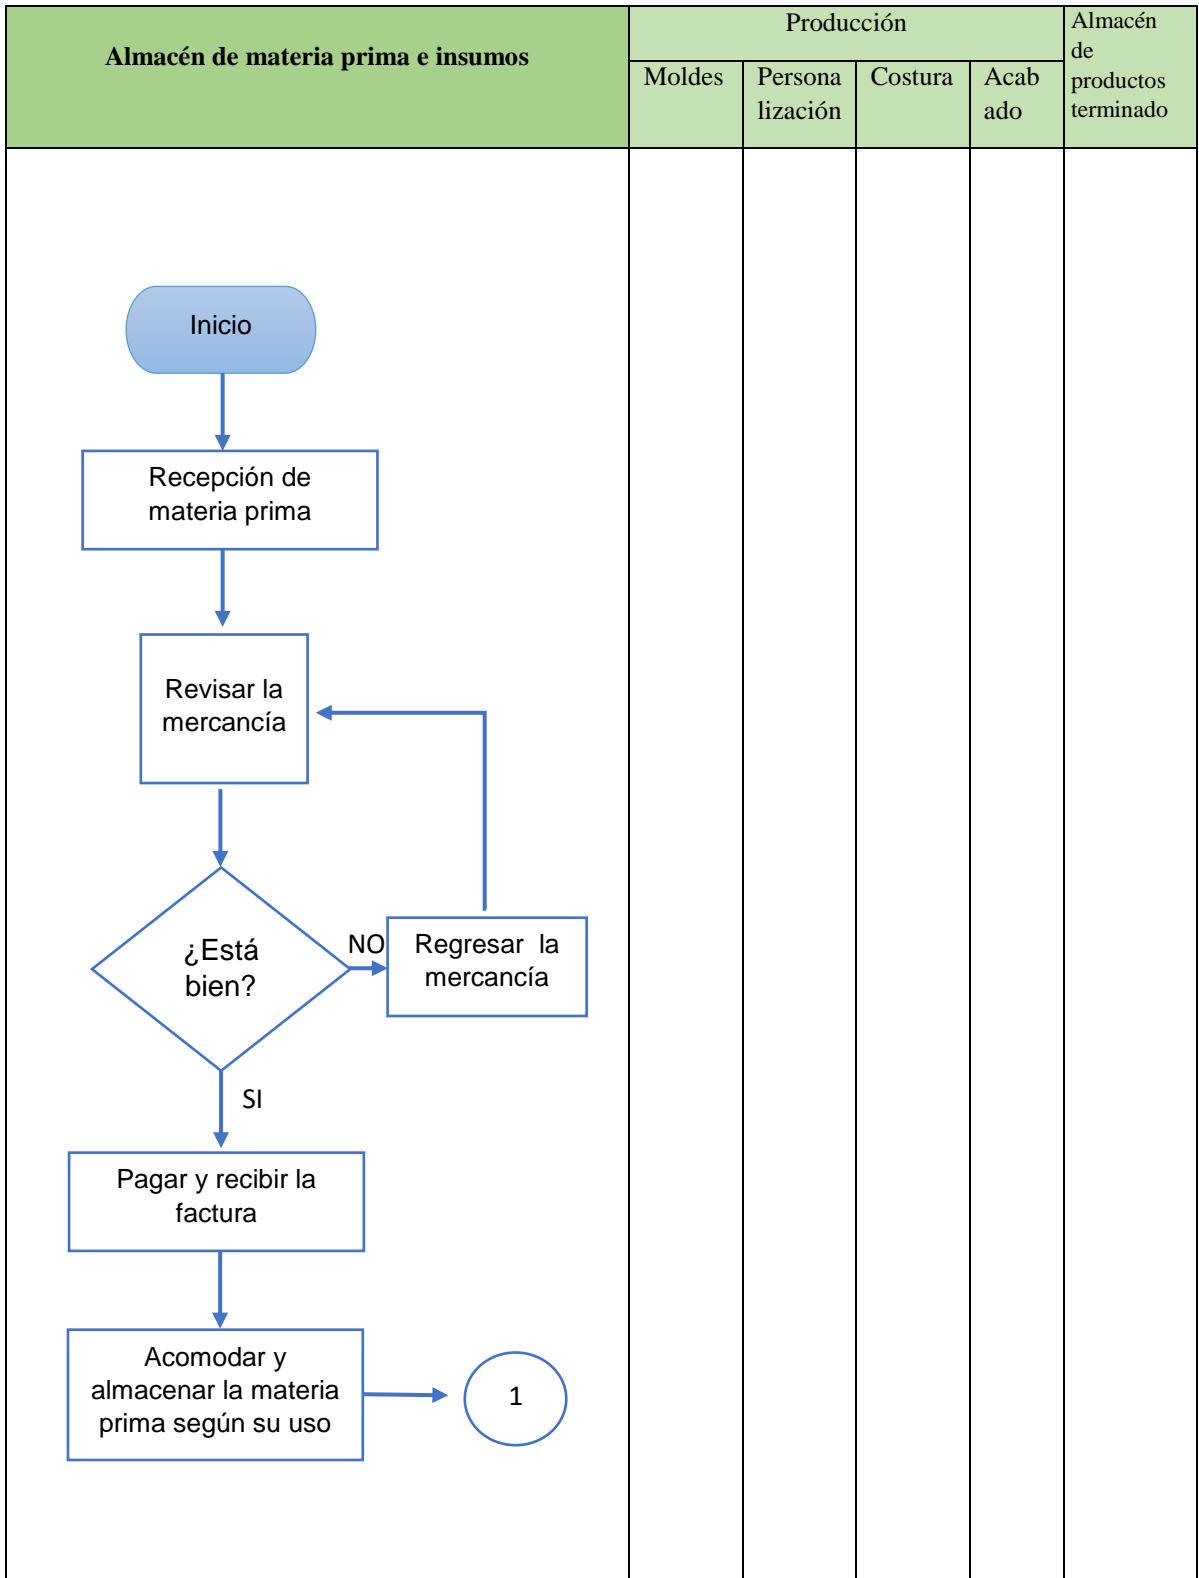 Almacén de materia prima e insumos
Producción
Almacén
de
productos
terminado
Moldes
Persona
lización
Costura
Acab
ado
Inicio
Recepción de
materia prima
Revisar la
mercancía
¿Está
bien?
NO
Regresar la
mercancía
SI
Pagar y recibir la
factura
Acomodar y
almacenar la materia
prima según su uso
1